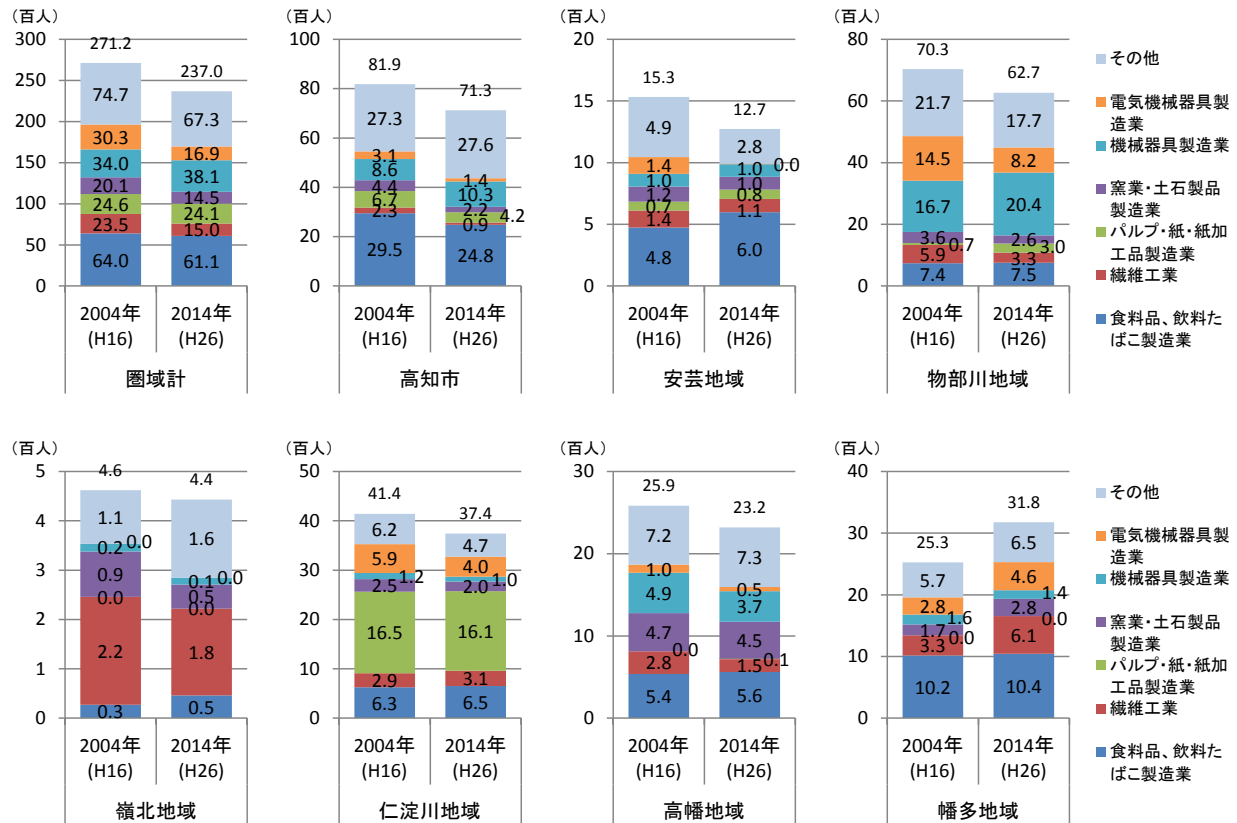 （百人）
300
250
200
150
100
50
0
271.2
237.0
74.7
67.3
30.3
16.9
34.0
38.1
20.1
14.5
24.6
24.1
23.5
15.0
64.0
61.1
2004年
(H16)
2014年
(H26)
圏域計
（百人）
100
80
60
40
20
0
81.9
71.3
27.3
27.6
3.1
1.4
8.6
10.3
4.4
2.2
6.7
4.2
2.3
0.9
29.5
24.8
2004年
(H16)
2014年
(H26)
高知市
（百人）
20
15
10
5
0
15.3
12.7
4.9
2.8
1.4
0.0
1.0
1.0
1.2
1.0
0.7
0.8
1.4
1.1
4.8
6.0
2004年
(H16)
2014年
(H26)
安芸地域
（百人）
80
60
40
20
0
70.3
62.7
21.7
17.7
14.5
8.2
16.7
20.4
3.6
2.6
0.7
3.0
5.9
3.3
7.4
7.5
2004年
(H16)
2014年
(H26)
物部川地域
その他
電気機械器具製
造業
機械器具製造業
窯業・土石製品
製造業
パルプ・紙・紙加
工品製造業
繊維工業
食料品、飲料た
ばこ製造業
（百人）
5
4
3
2
1
0
4.6
4.4
1.1
1.6
0.0
0.0
0.2
0.1
0.9
0.5
0.0
0.0
2.2
1.8
0.3
0.5
2004年
(H16)
2014年
(H26)
嶺北地域
（百人）
50
40
30
20
10
0
41.4
37.4
6.2
4.7
5.9
4.0
1.2
1.0
2.5
2.0
16.5
16.1
2.9
3.1
6.3
6.5
2004年
(H16)
2014年
(H26)
仁淀川地域
（百人）
30
20
10
0
25.9
23.2
7.2
7.3
1.0
0.5
4.9
3.7
4.7
4.5
0.0
0.1
2.8
1.5
5.4
5.6
2004年
(H16)
2014年
(H26)
高幡地域
（百人）
40
30
20
10
0
25.3
31.8
5.7
6.5
2.8
4.6
1.6
1.4
1.7
2.8
0.0
0.0
3.3
6.1
10.2
10.4
2004年
(H16)
2014年
(H26)
幡多地域
その他
電気機械器具製
造業
機械器具製造業
窯業・土石製品
製造業
パルプ・紙・紙加
工品製造業
繊維工業
食料品、飲料た
ばこ製造業